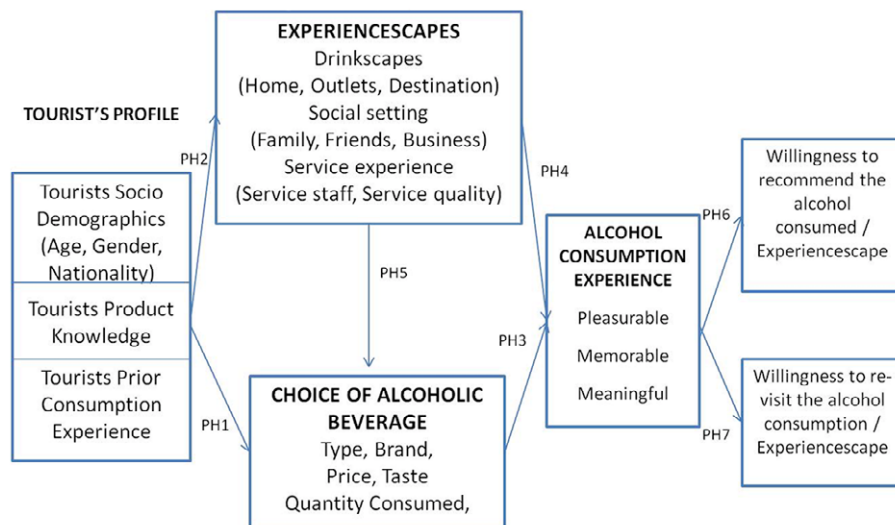 TOURIST'S PROFILE
Tourists Socio
Demographics
(Age, Gender,
Nationality)
Tourists Product
Knowledge
Tourists Prior
Consumption
Experience
PH2
PH1
EXPERIENCESCAPES
Drinkscapes
(Home, Outlets, Destination)
Social setting
(Family, Friends, Business)
Service experience
(Service staff, Service quality)
PH5
CHOICE OF ALCOHOLIC
BEVERAGE
Type, Brand,
Price, Taste
Quantity Consumed,
PH4
PH3
ALCOHOL
CONSUMPTION
EXPERIENCE
Pleasurable
Memorable
Meaningful
PH6
PH7
Willingness to
recommend the
alcohol
consumed /
Experiencescape
Willingness to re-
visit the alcohol
consumption /
Experiencescape